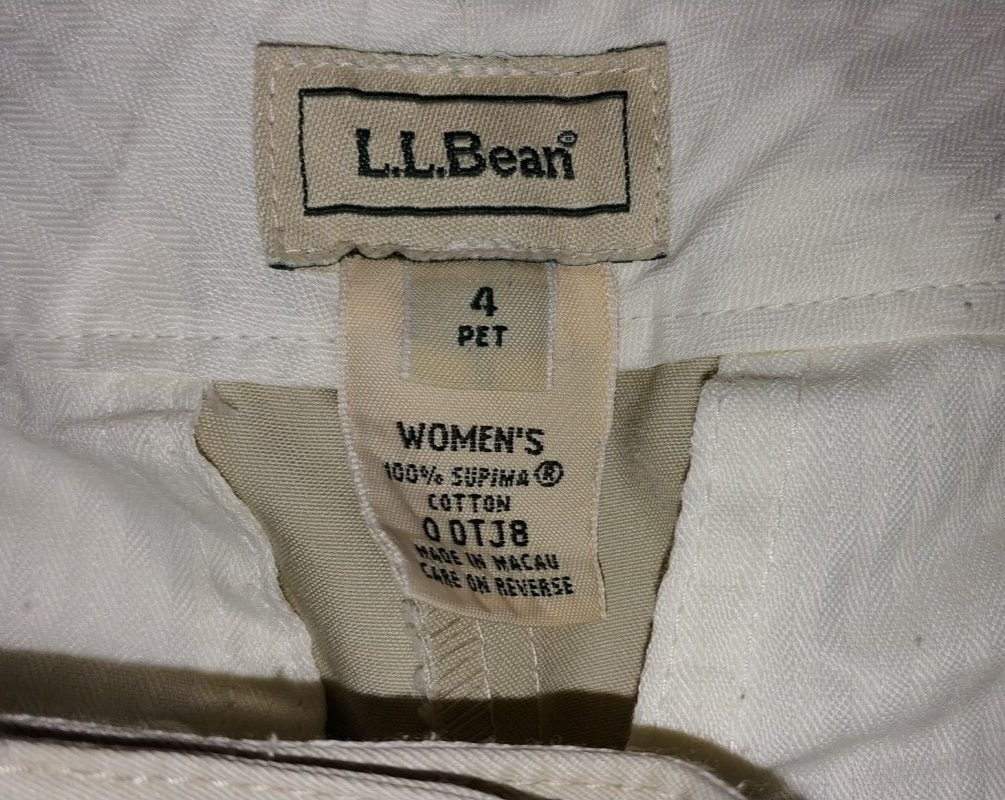 L.L.Bean®
4
PET
WOMEN'S
100% SUPIMA®
COTTON
0 0TJ8
MADE IN MACAU
CARE ON REVERSE